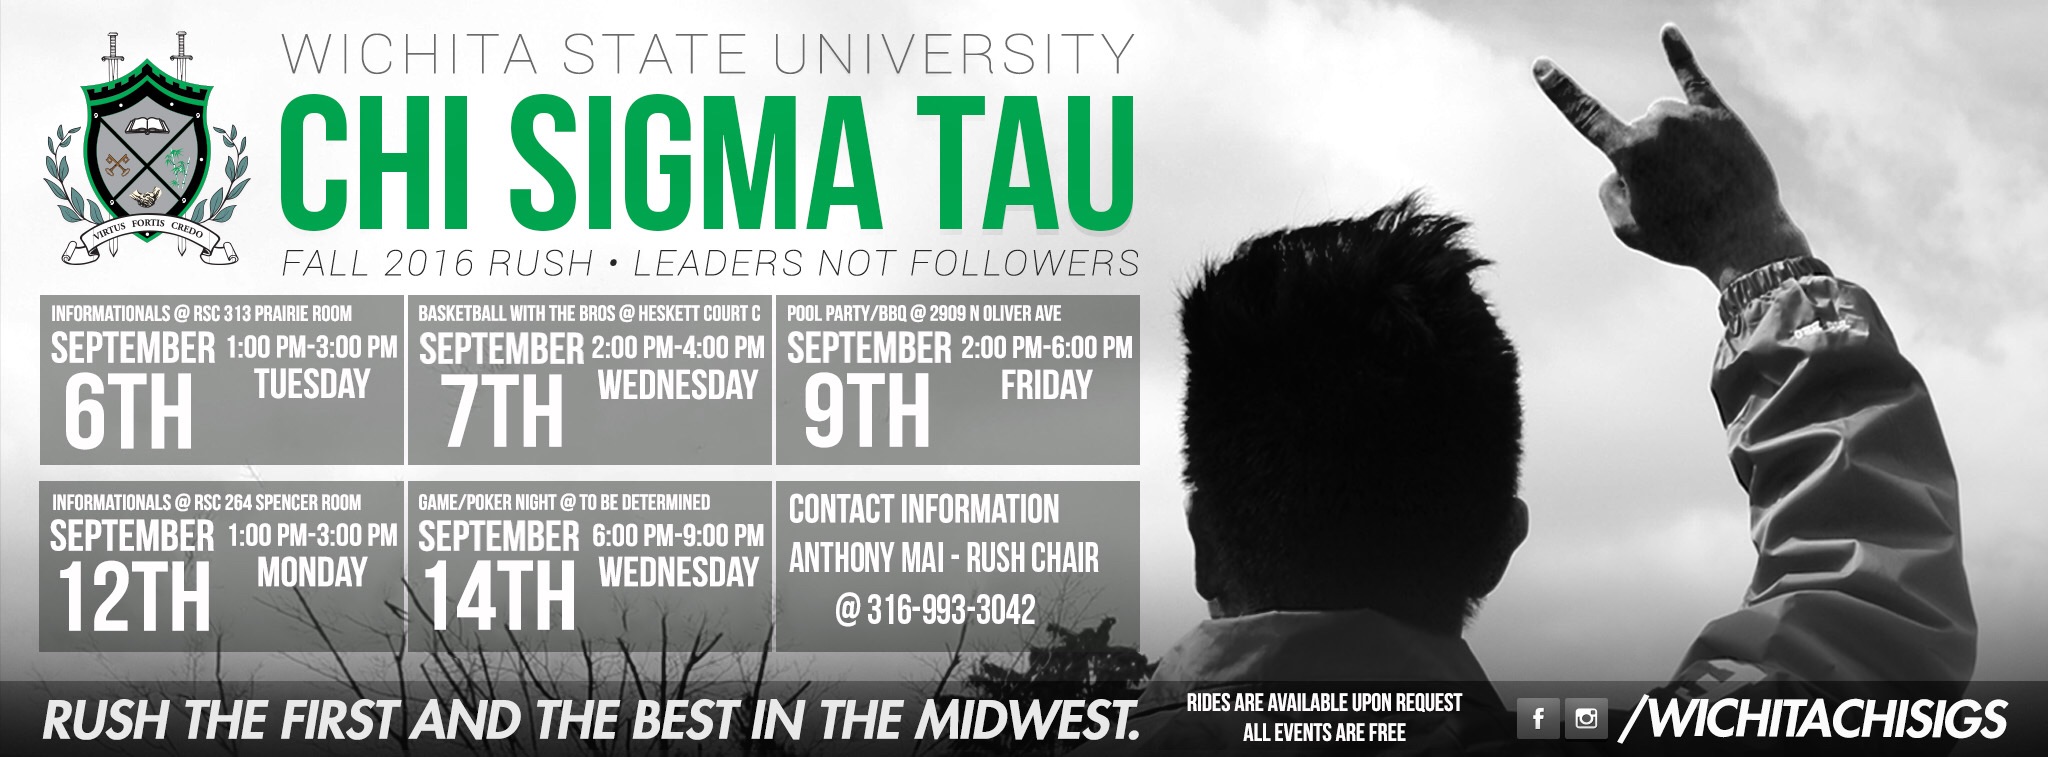 WICHITA STATE UNIVERSITY
CHI SIGMA TAU
FALL 2016 RUSH • LEADERS NOT FOLLOWERS
VIRTUS FORTIS CREDO
INFORMATIONALS @ RSC 313 PRAIRIE ROOM
SEPTEMBER 1:00 PM-3:00 PM
6TH TUESDAY
BASKETBALL WITH THE BROS @ HESKETT COURT C
SEPTEMBER 2:00 PM-4:00 PM
7TH WEDNESDAY
POOL PARTY/BBQ @ 2909 N OLIVER AVE
SEPTEMBER 2:00 PM-6:00 PM
9TH FRIDAY
INFORMATIONALS @ RSC 264 SPENCER ROOM
SEPTEMBER 1:00 PM-3:00 PM
12TH MONDAY
GAME/POKER NIGHT @ TO BE DETERMINED
SEPTEMBER 6:00 PM-9:00 PM
14TH WEDNESDAY
CONTACT INFORMATION
ANTHONY MAI - RUSH CHAIR
@ 316-993-3042
RUSH THE FIRST AND THE BEST IN THE MIDWEST.
RIDES ARE AVAILABLE UPON REQUEST
ALL EVENTS ARE FREE
f /WICHITACHISIGS